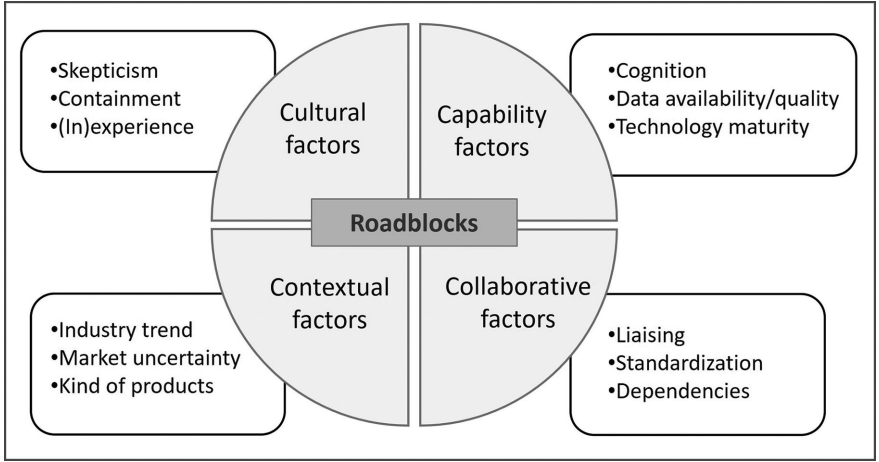 •Skepticism
•Containment
•(In)experience
Cultural
factors
Capability
factors
•Cognition
•Data availability/quality
•Technology maturity
Roadblocks
•Industry trend
•Market uncertainty
•Kind of products
Contextual
factors
Collaborative
factors
•Liaising
•Standardization
•Dependencies